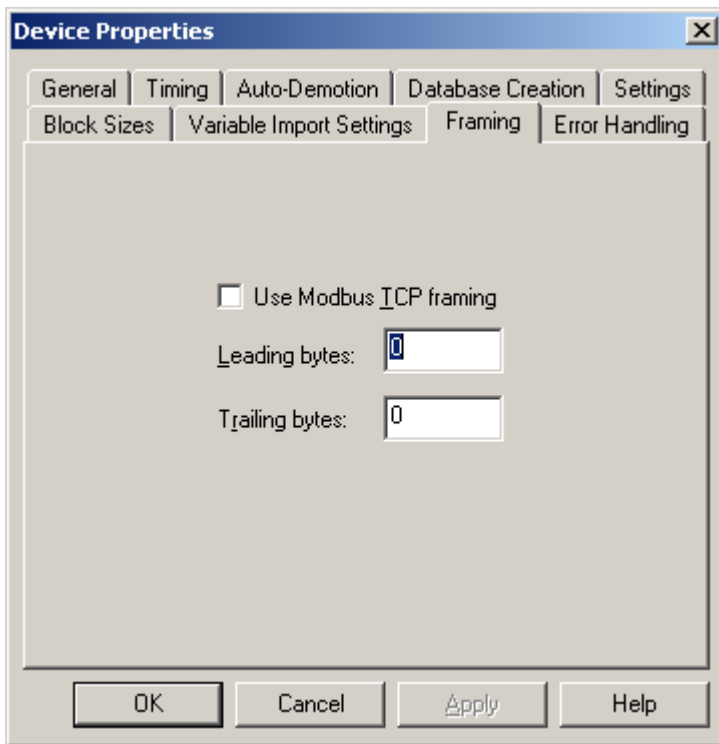 Device Properties
General Timing Auto-Demotion Database Creation Settings
Block Sizes Variable Import Settings Framing Error Handling
Use Modbus TCP framing
Leading bytes: 0
Trailing bytes: 0
OK Cancel Apply Help